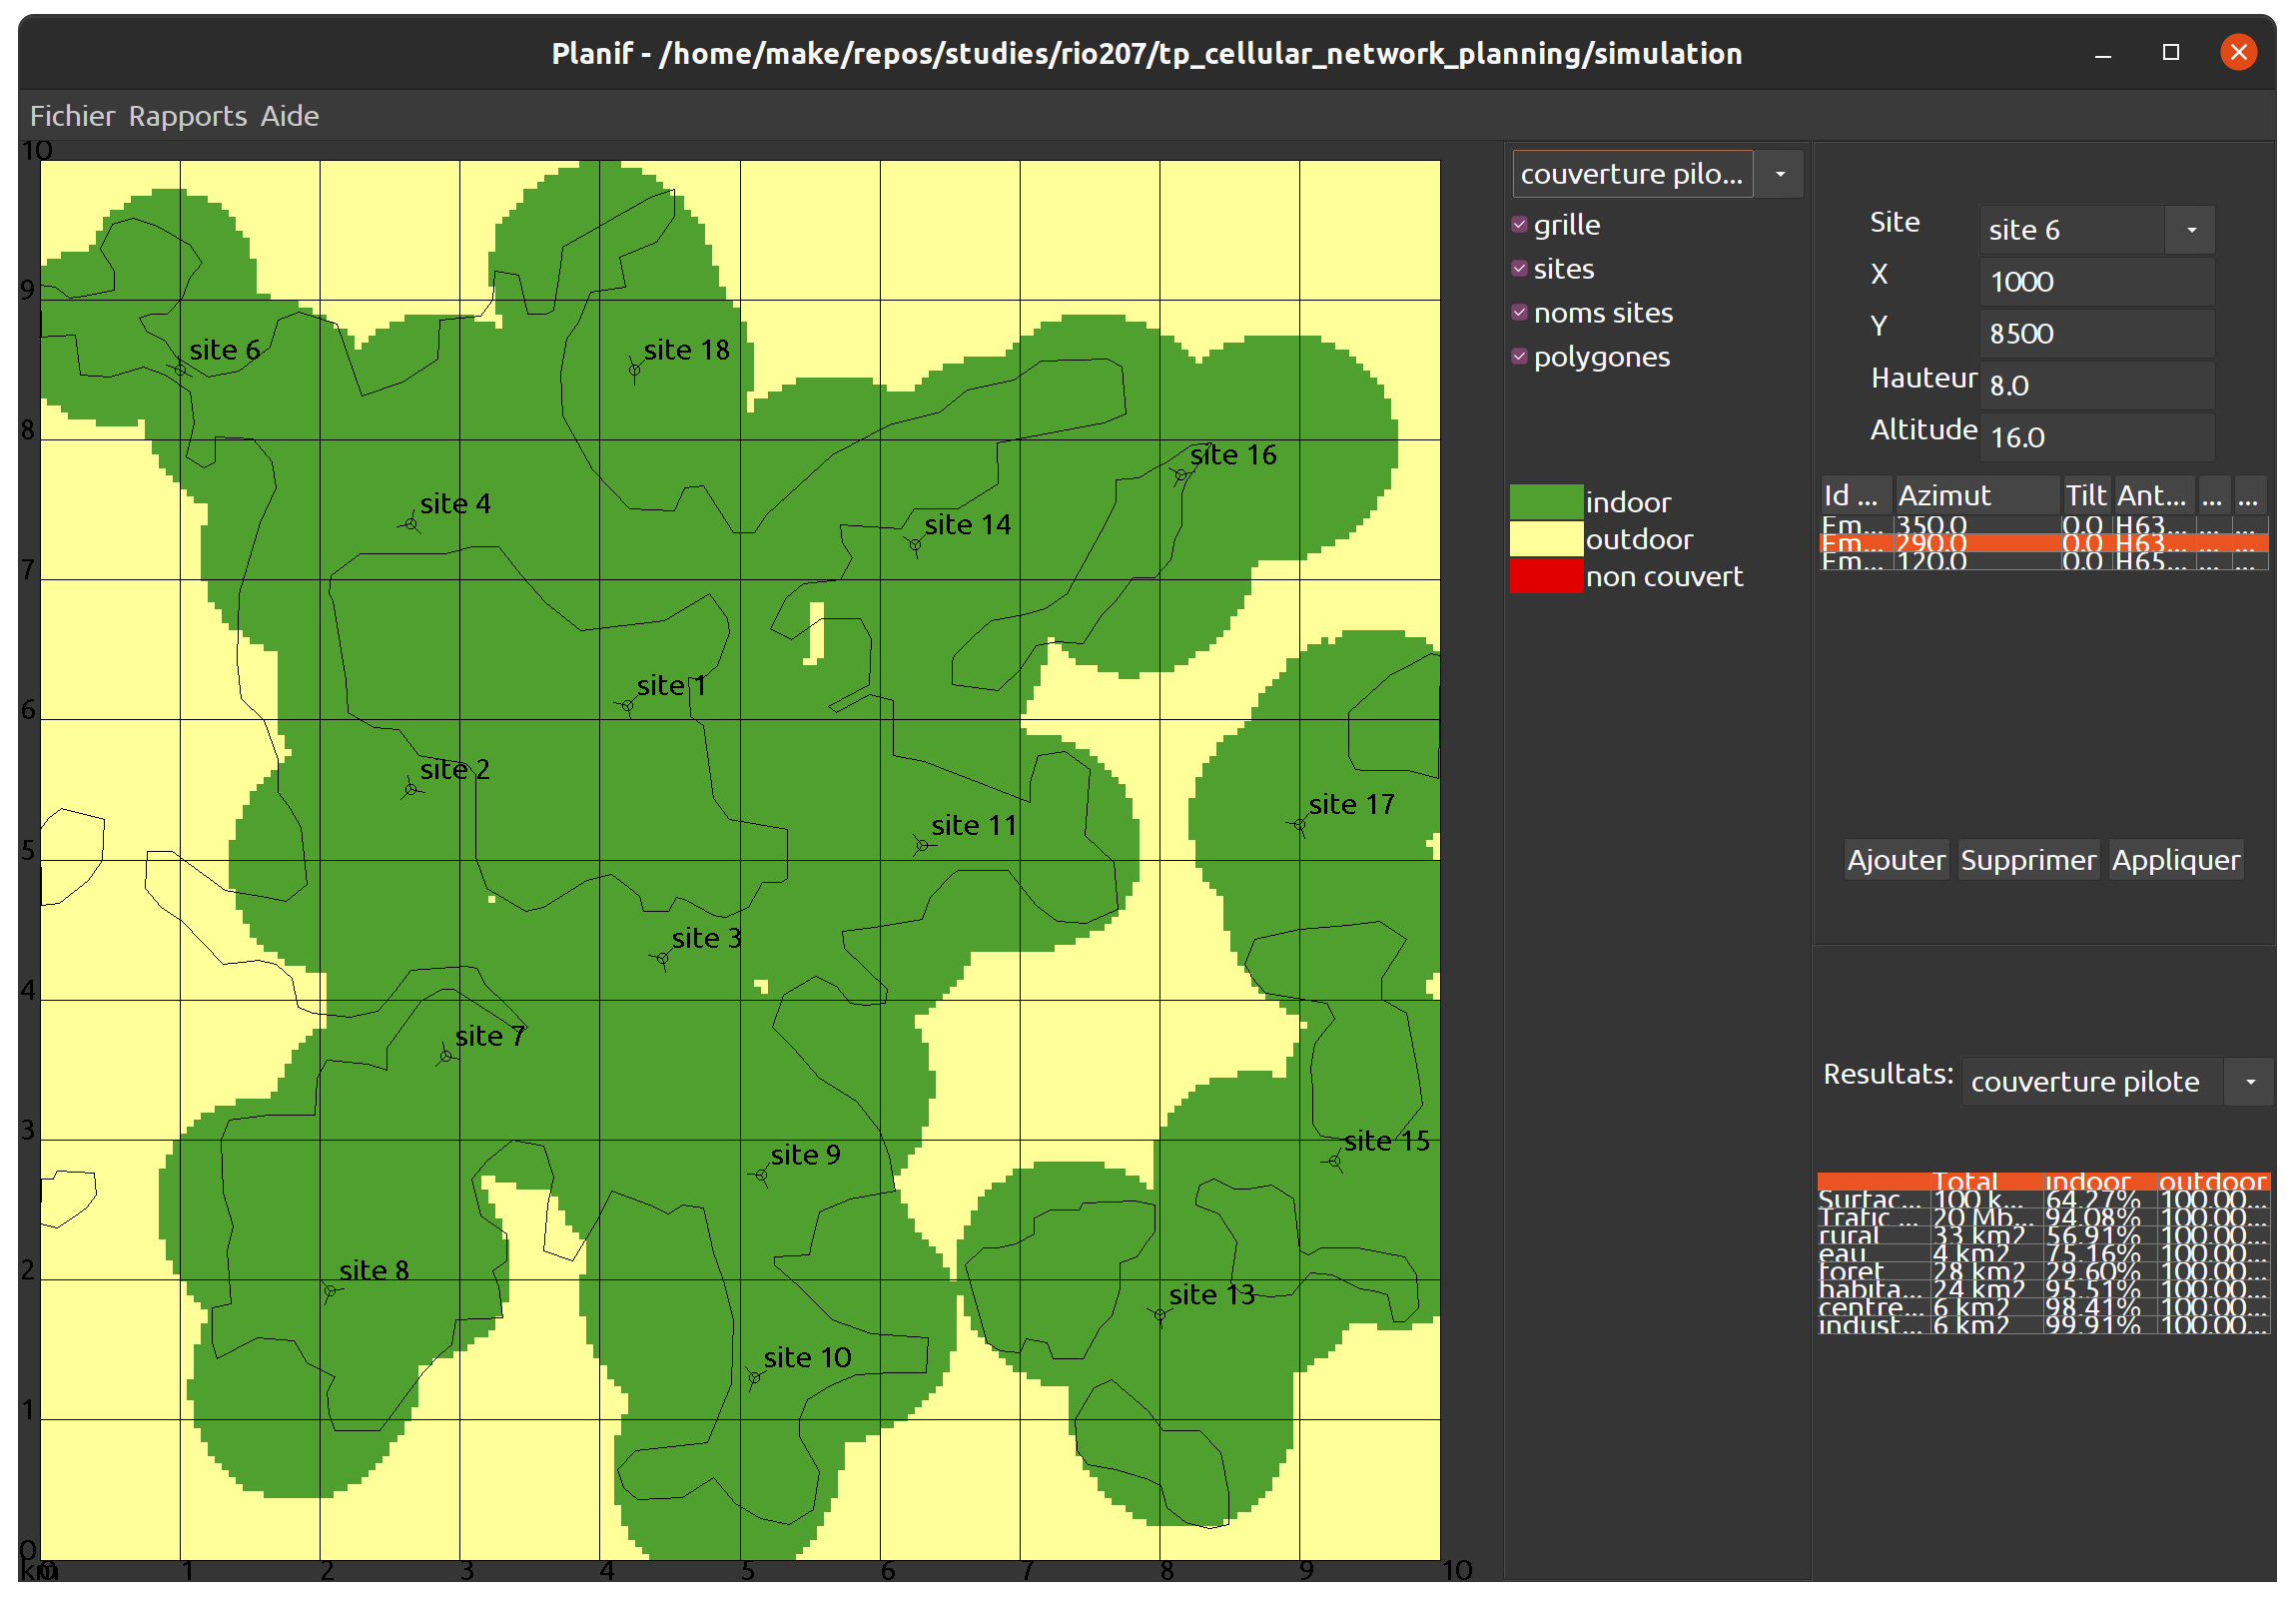 Planif - /home/make/repos/studies/rio207/tp_cellular_network_planning/simulation
Fichier Rapports Aide
10
9
8
7
6
5
4
3
2
1
0
km
0
1
2
3
4
5
6
7
8
9
10
site 6
site 18
site 16
site 4
site 14
site 1
site 2
site 17
site 11
site 3
site 7
site 9
site 15
site 8
site 13
site 10
couverture pilo...
grille
sites
noms sites
polygones
indoor
outdoor
non couvert
Site site 6
X 1000
Y 8500
Hauteur 8.0
Altitude 16.0
Id ... Azimut Tilt Ant... ... ...
Em... 350.0 0.0 H63... ... ...
Em... 290.0 0.0 H63... ... ...
Em... 120.0 0.0 H65... ... ...
Ajouter Supprimer Appliquer
Resultats: couverture pilote
Total indoor outdoor
Surfac... 100 k... 64.27% 100.00...
Trafic ... 20 Mb... 94.08% 100.00...
rural 33 km2 56.91% 100.00...
eau 4 km2 75.16% 100.00...
foret 28 km2 29.60% 100.00...
habita... 24 km2 95.51% 100.00...
centre... 6 km2 98.41% 100.00...
indust... 6 km2 99.91% 100.00...